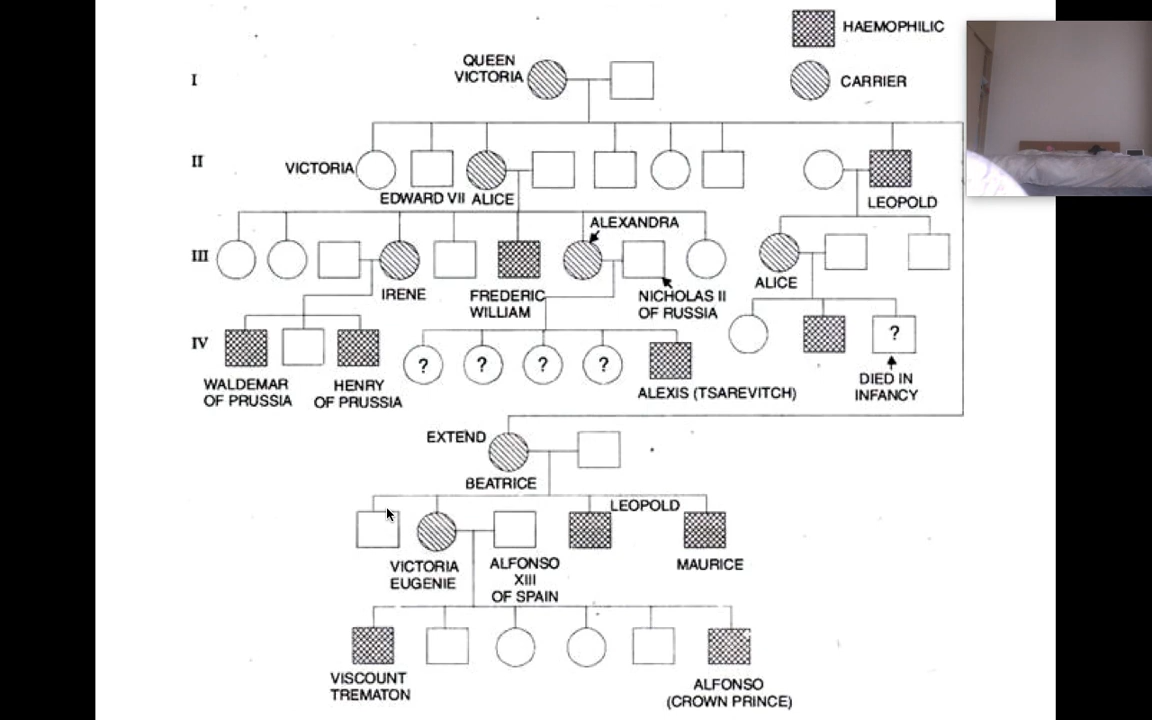 HAEMOPHILIC
QUEEN
VICTORIA
I
CARRIER
II
VICTORIA
EDWARD VII ALICE
LEOPOLD
ALEXANDRA
III
ALICE
IRENE
FREDERIC
WILLIAM
NICHOLAS II
OF RUSSIA
IV
?
?
?
?
?
WALDEMAR
OF PRUSSIA
HENRY
OF PRUSSIA
ALEXIS (TSAREVITCH)
DIED IN
INFANCY
EXTEND
BEATRICE
LEOPOLD
VICTORIA
EUGENIE
ALFONSO
XIII
OF SPAIN
MAURICE
VISCOUNT
TREMATON
ALFONSO
(CROWN PRINCE)